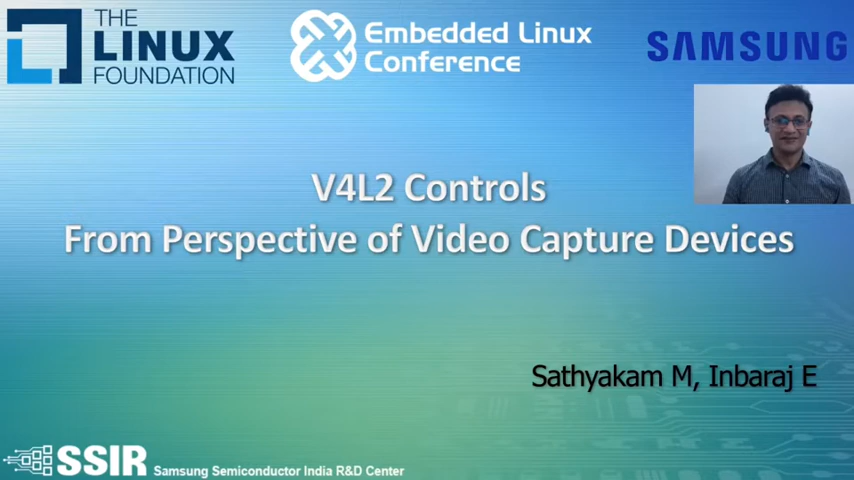 THE
LINUX
FOUNDATION
Embedded Linux
Conference
SAMSUNG
V4L2 Controls
From Perspective of Video Capture Devices
Sathyakam M, Inbaraj E
SSIR Samsung Semiconductor India R&D Center